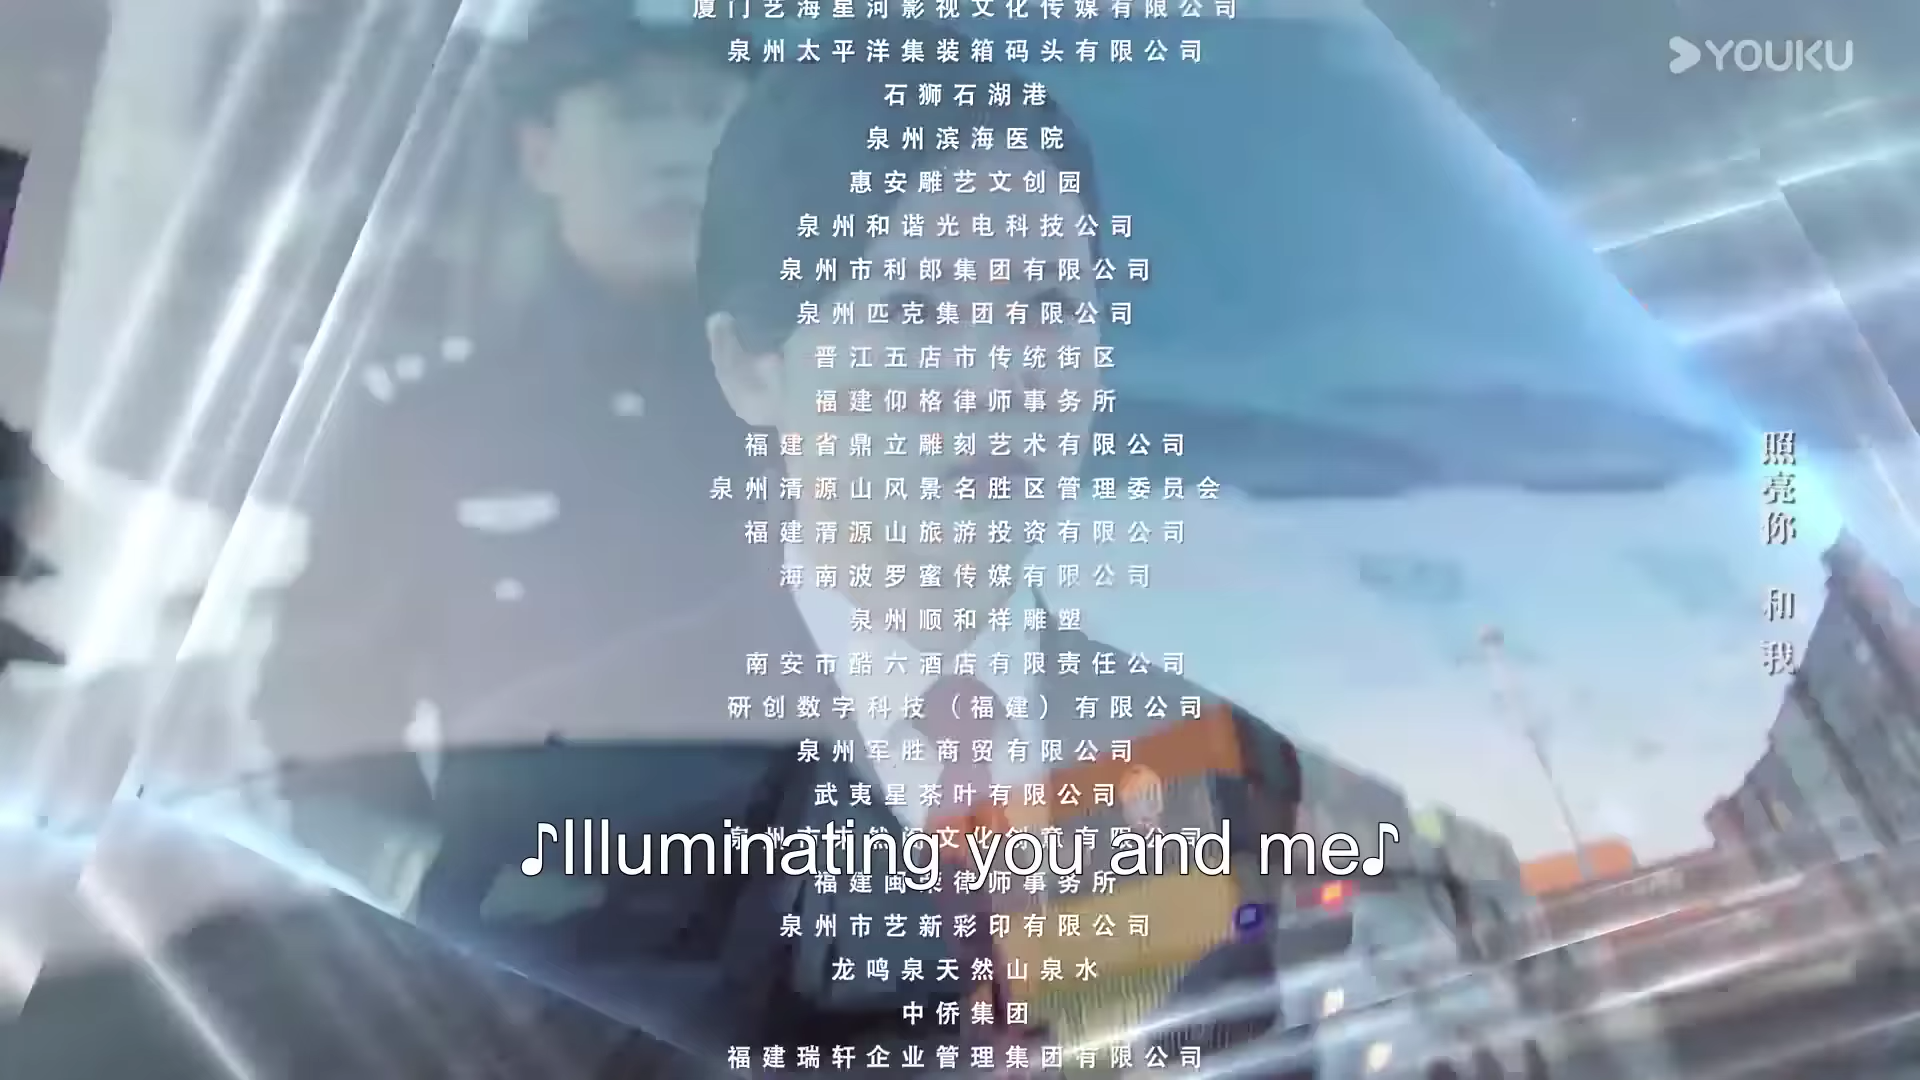 厦门艺海星河影视文化传媒有限公司
泉州太平洋集装箱码头有限公司
YOUKU
石狮石湖港
泉州滨海医院
惠安雕艺文创园
泉州和谐光电科技公司
泉州市利郎集团有限公司
泉州匹克集团有限公司
晋江五店市传统街区
福建仰格律师事务所
福建省鼎立雕刻艺术有限公司
泉州清源山风景名胜区管理委员会
福建清源山旅游投资有限公司
海南波罗蜜传媒有限公司
泉州顺和祥雕塑
南安市酷六酒店有限责任公司
研创数字科技（福建）有限公司
泉州军胜商贸有限公司
武夷星茶叶有限公司
文化创意有限公司
♪Illuminating you and me♪
律师事务所
泉州市艺新彩印有限公司
龙鸣泉天然山泉水
中侨集团
福建瑞轩企业管理集团有限公司
照亮你 和我